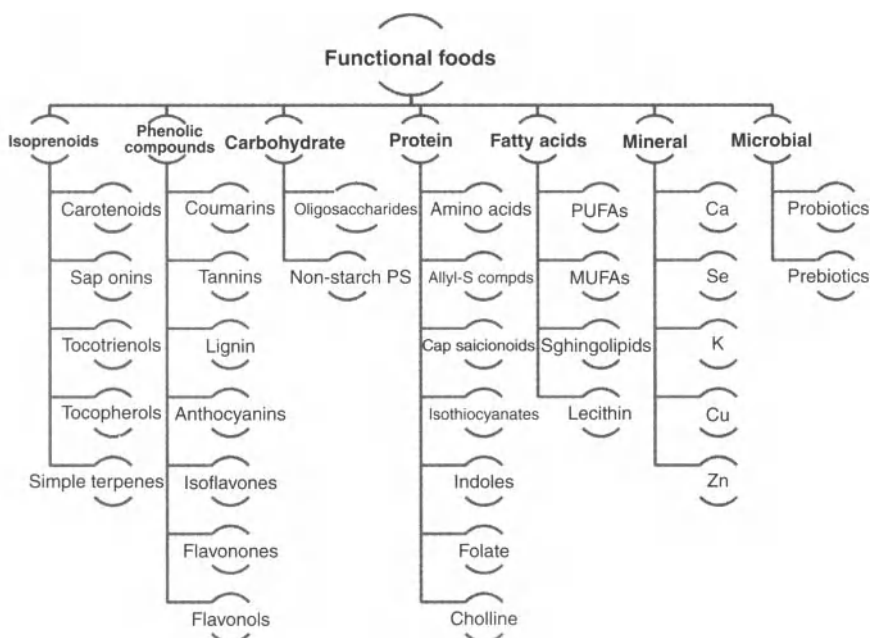 Functional foods
Isoprenoids
Phenolic
compounds
Carbohydrate
Protein
Fatty acids
Mineral
Microbial
Carotenoids
Sap onins
Tocotrienols
Tocopherols
Simple terpenes
Coumarins
Tannins
Lignin
Anthocyanins
Isoflavones
Flavonones
Flavonols
Oligosaccharides
Non-starch PS
Amino acids
Allyl-S compds
Cap saicionoids
Isothiocyanates
Indoles
Folate
Cholline
PUFAs
MUFAs
Sghingolipids
Lecithin
Ca
Se
K
Cu
Zn
Probiotics
Prebiotics